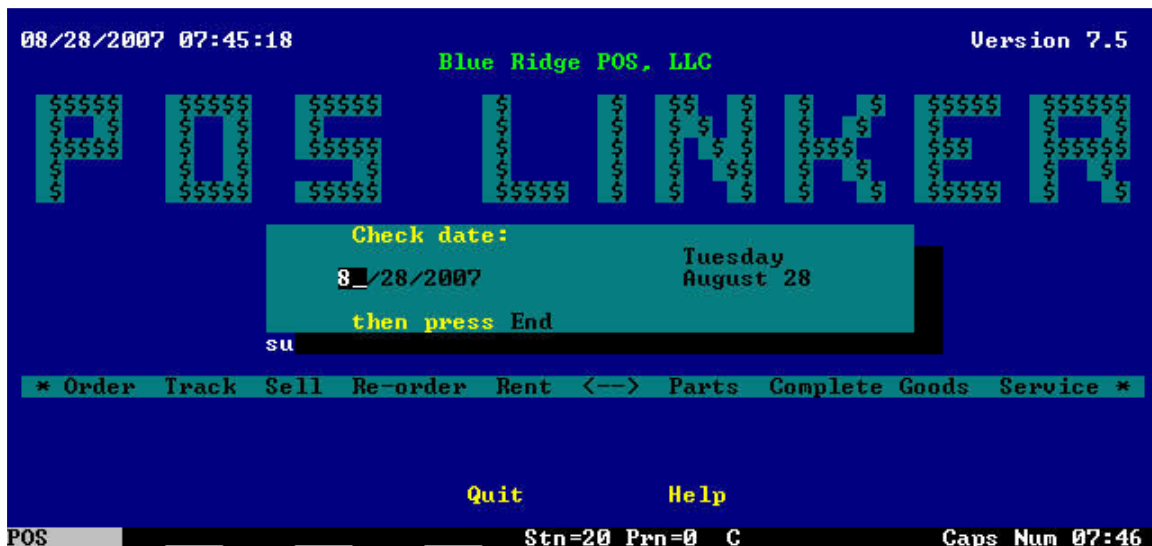 08/28/2007 07:45:18 Version 7.5
Blue Ridge POS, LLC
POS LINKER
Check date:
Tuesday
8_/28/2007 August 28
then press End
su
* Order Track Sell Re-order Rent <--> Parts Complete Goods Service *
Quit Help
POS Stn=20 Prn=0 C Caps Num 07:46